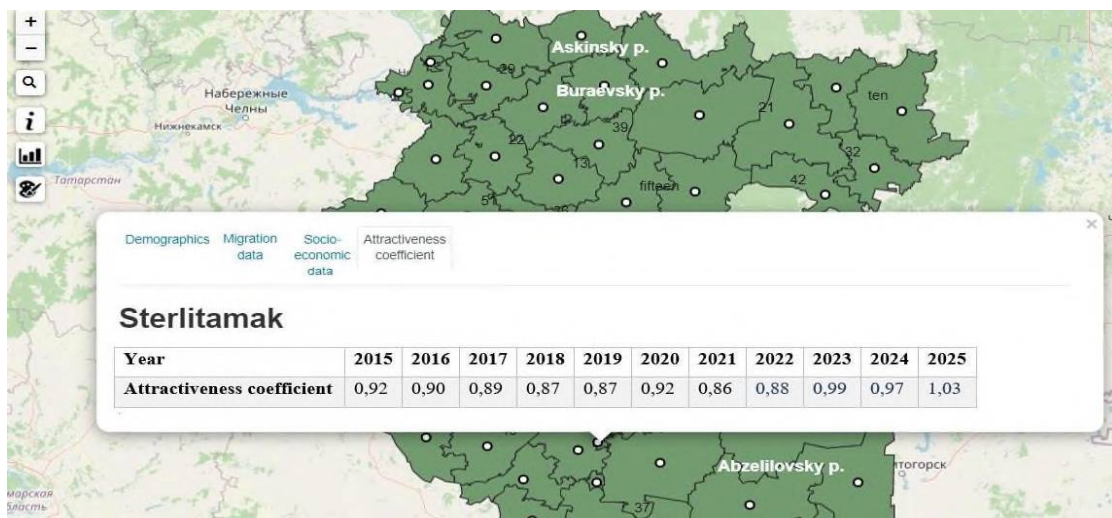 +
−
i
Askinsky p.
29
Набережные
Челны
Buraevsky p.
Нижнекамск
21
ten
39
22
32
13
Татарстан
42
fifteen
51
×
Demographics
Migration
data
Socio-
economic
data
Attractiveness
coefficient
Sterlitamak
Year 2015 2016 2017 2018 2019 2020 2021 2022 2023 2024 2025
Attractiveness coefficient 0,92 0,90 0,89 0,87 0,87 0,92 0,86 0,88 0,99 0,97 1,03
Abzelilovsky p.
итогорск
марская
бласть
37